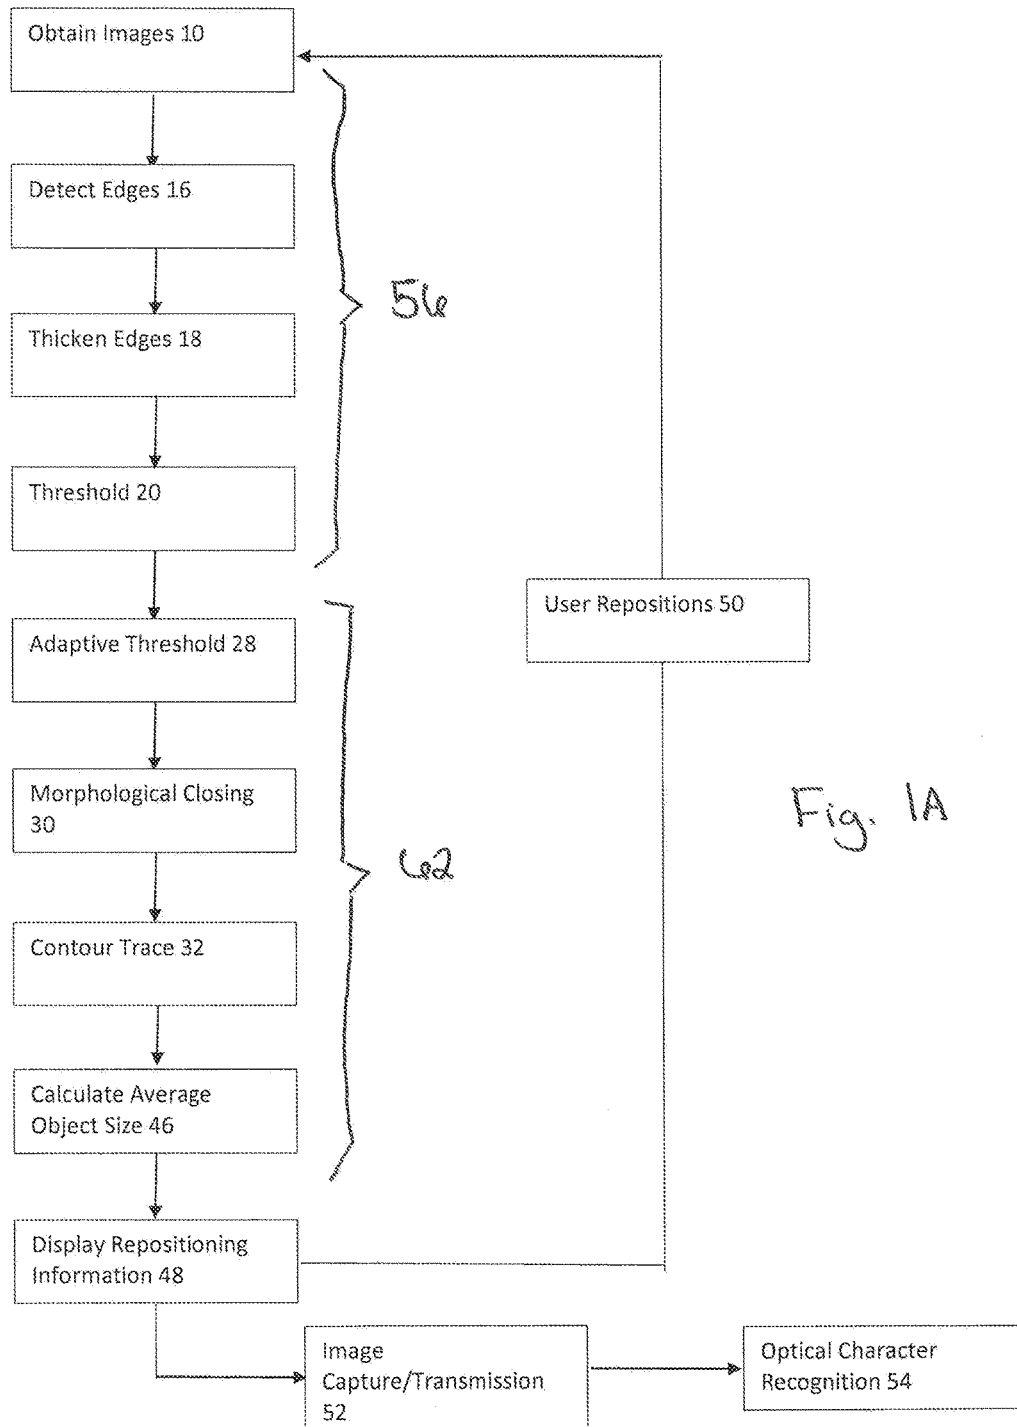 Obtain Images 10
Detect Edges 16
56
Thicken Edges 18
Threshold 20
User Repositions 50
Adaptive Threshold 28
Morphological Closing
30
Fig. 1A
62
Contour Trace 32
Calculate Average
Object Size 46
Display Repositioning
Information 48
Image
Capture/Transmission
52
Optical Character
Recognition 54